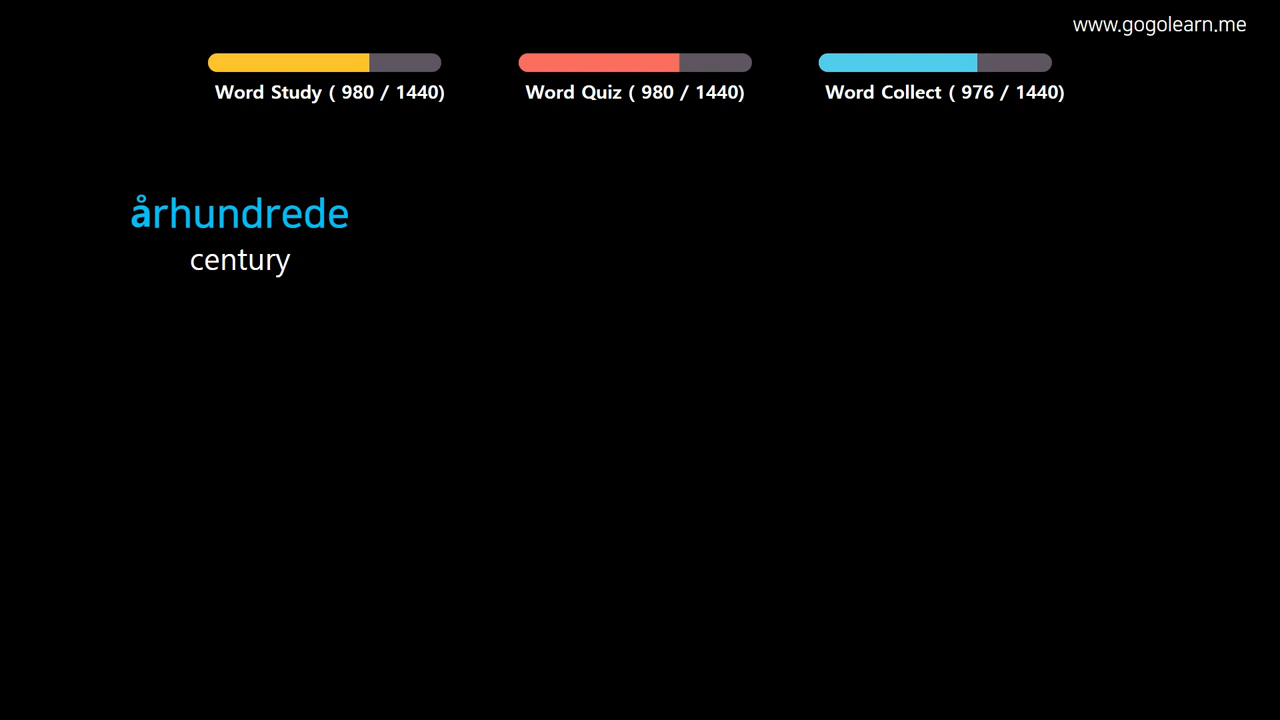 www.gogolearn.me
Word Study ( 980 / 1440)
Word Quiz ( 980 / 1440)
Word Collect ( 976 / 1440)
århundrede
century